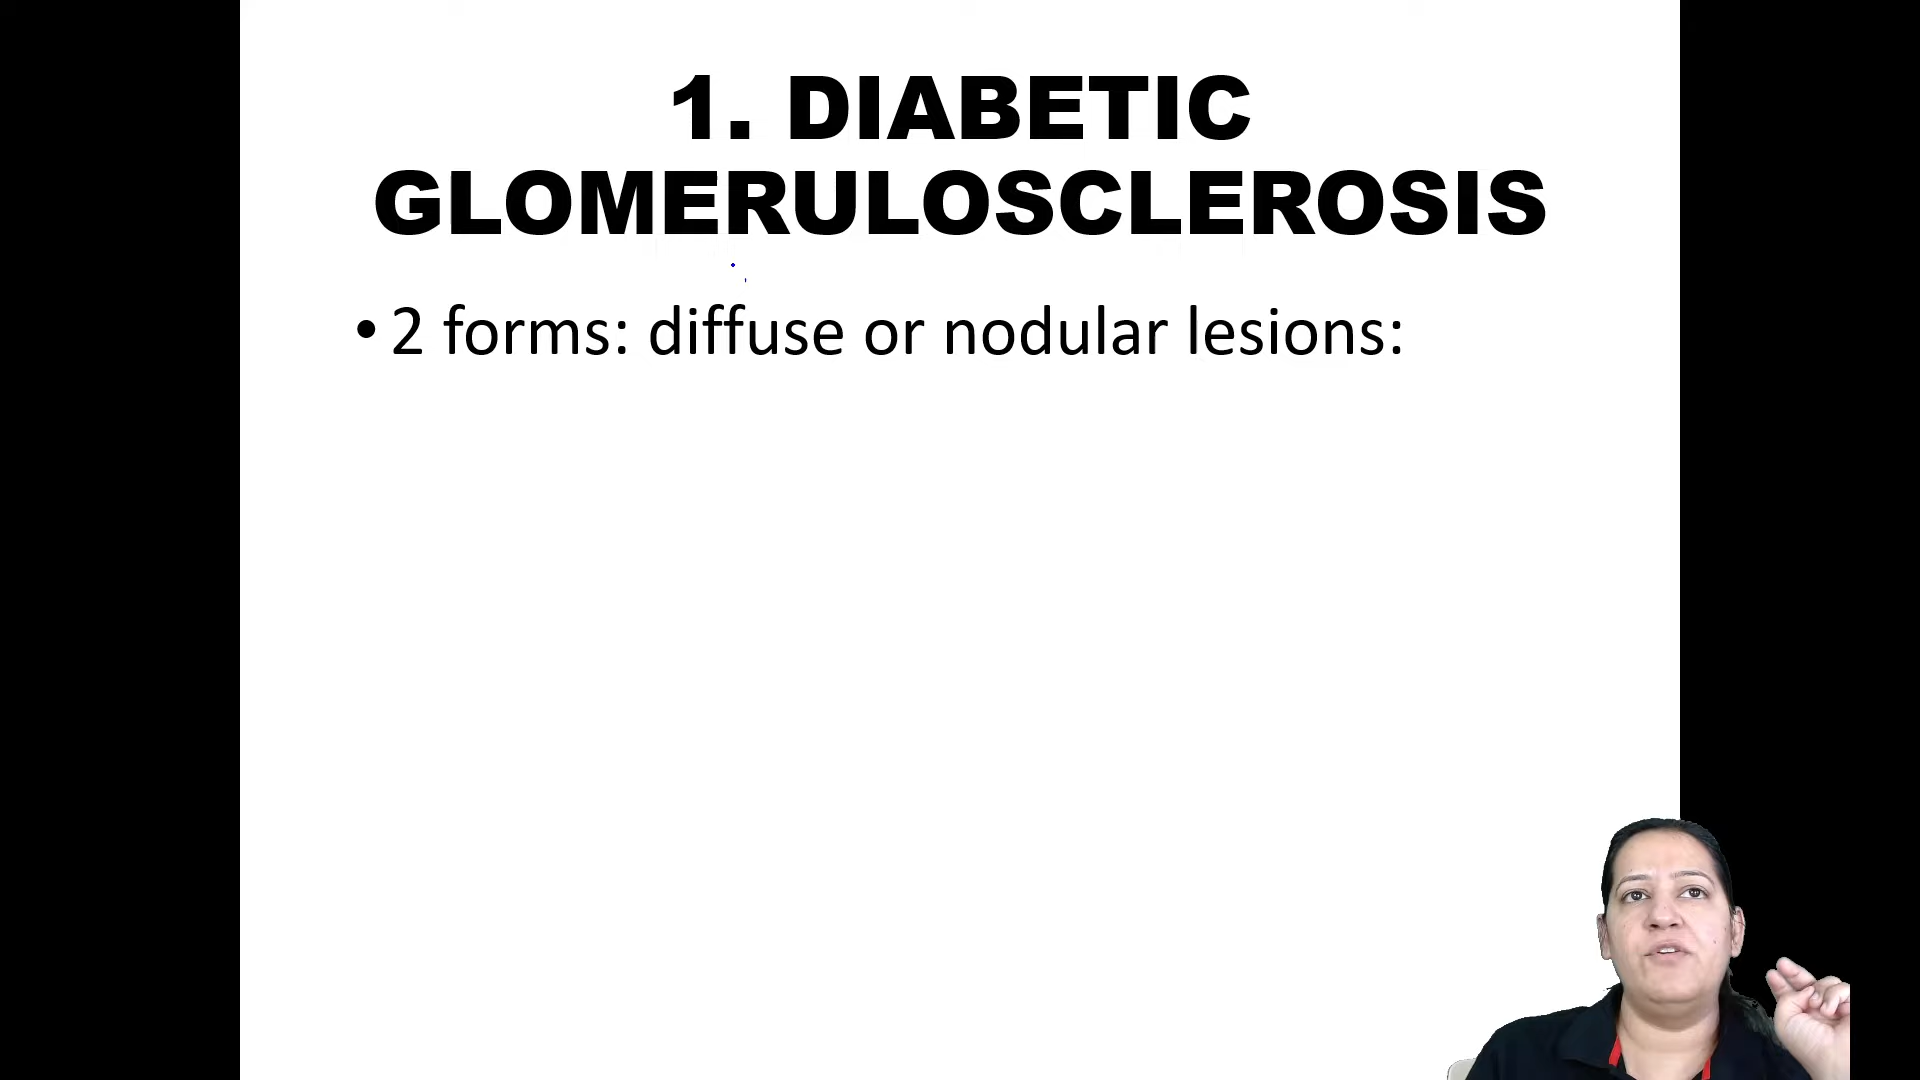 1. DIABETIC
GLOMERULOSCLEROSIS
• 2 forms: diffuse or nodular lesions: